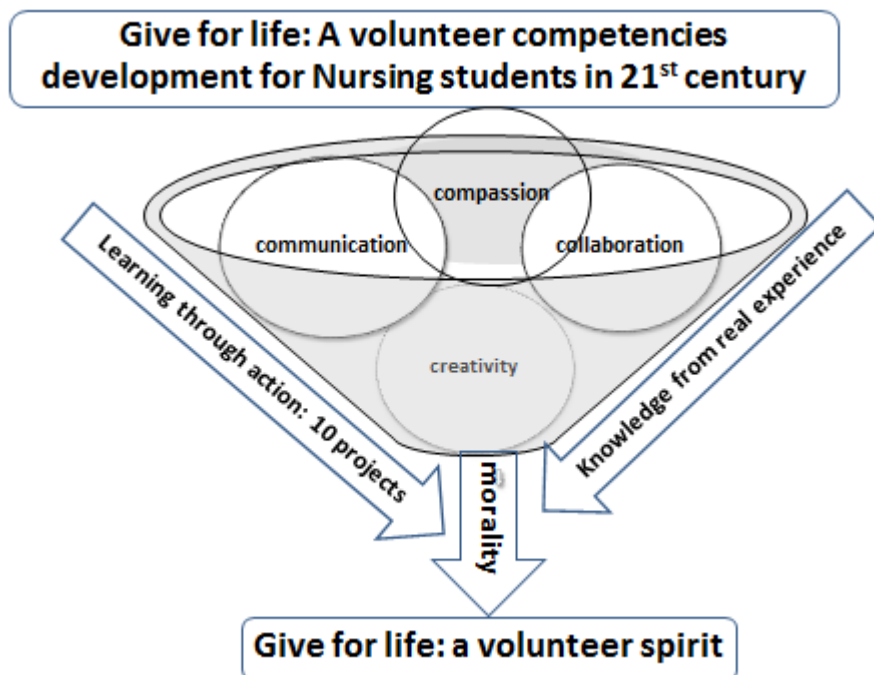 Give for life: A volunteer competencies
development for Nursing students in 21st century
compassion
communication
collaboration
creativity
Learning through action: 10 projects
Knowledge from real experience
morality
Give for life: a volunteer spirit